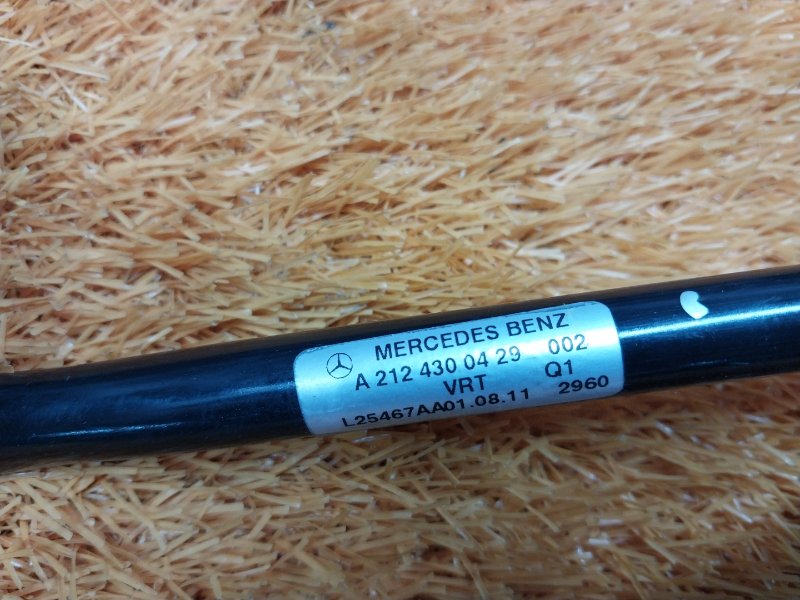 MERCEDES BENZ
A 212 430 04 29 002
VRT Q1
L25467AA01.08.11 2960